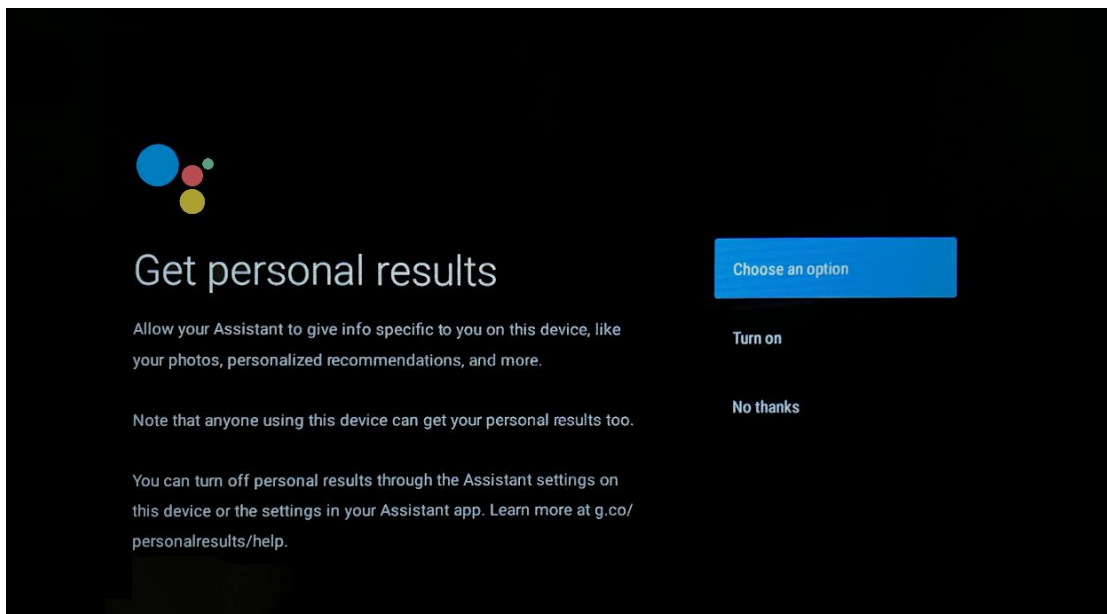 Get personal results
Allow your Assistant to give info specific to you on this device, like
your photos, personalized recommendations, and more.
Note that anyone using this device can get your personal results too.
You can turn off personal results through the Assistant settings on
this device or the settings in your Assistant app. Learn more at g.co/
personalresults/help.
Choose an option
Turn on
No thanks